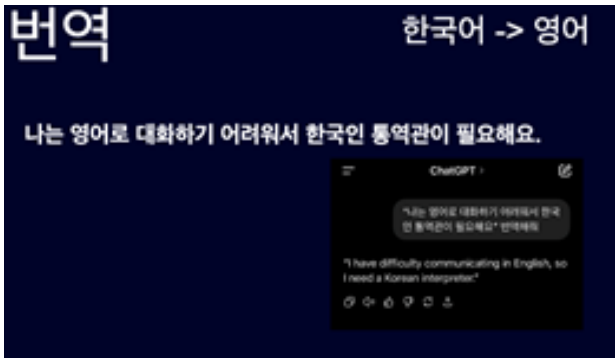 번역
한국어 -> 영어
나는 영어로 대화하기 어려워서 한국인 통역관이 필요해요.
ChatGPT >
"나는 영어로 대화하기 어려워서 한국
인 통역관이 필요해요" 번역해줘
"I have difficulty communicating in English, so
I need a Korean interpreter."